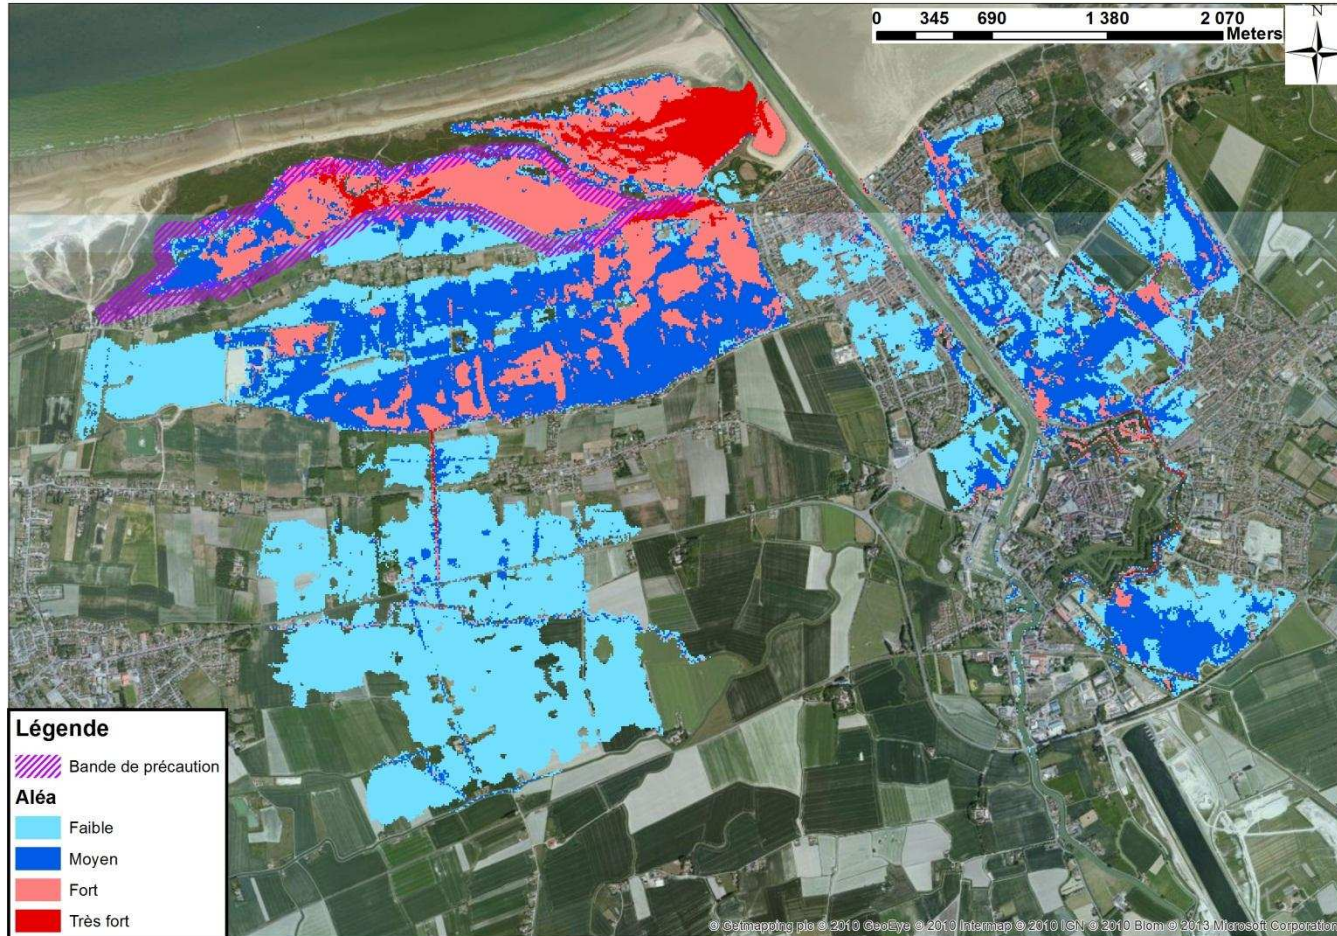 0 345 690 1 380 2 070
Meters
N
Légende
Bande de précaution
Aléa
Faible
Moyen
Fort
Très fort
© Getmapping plc © 2010 GeoEye © 2010 Intermap © 2010 IGN © 2010 Blom © 2013 Microsoft Corporation